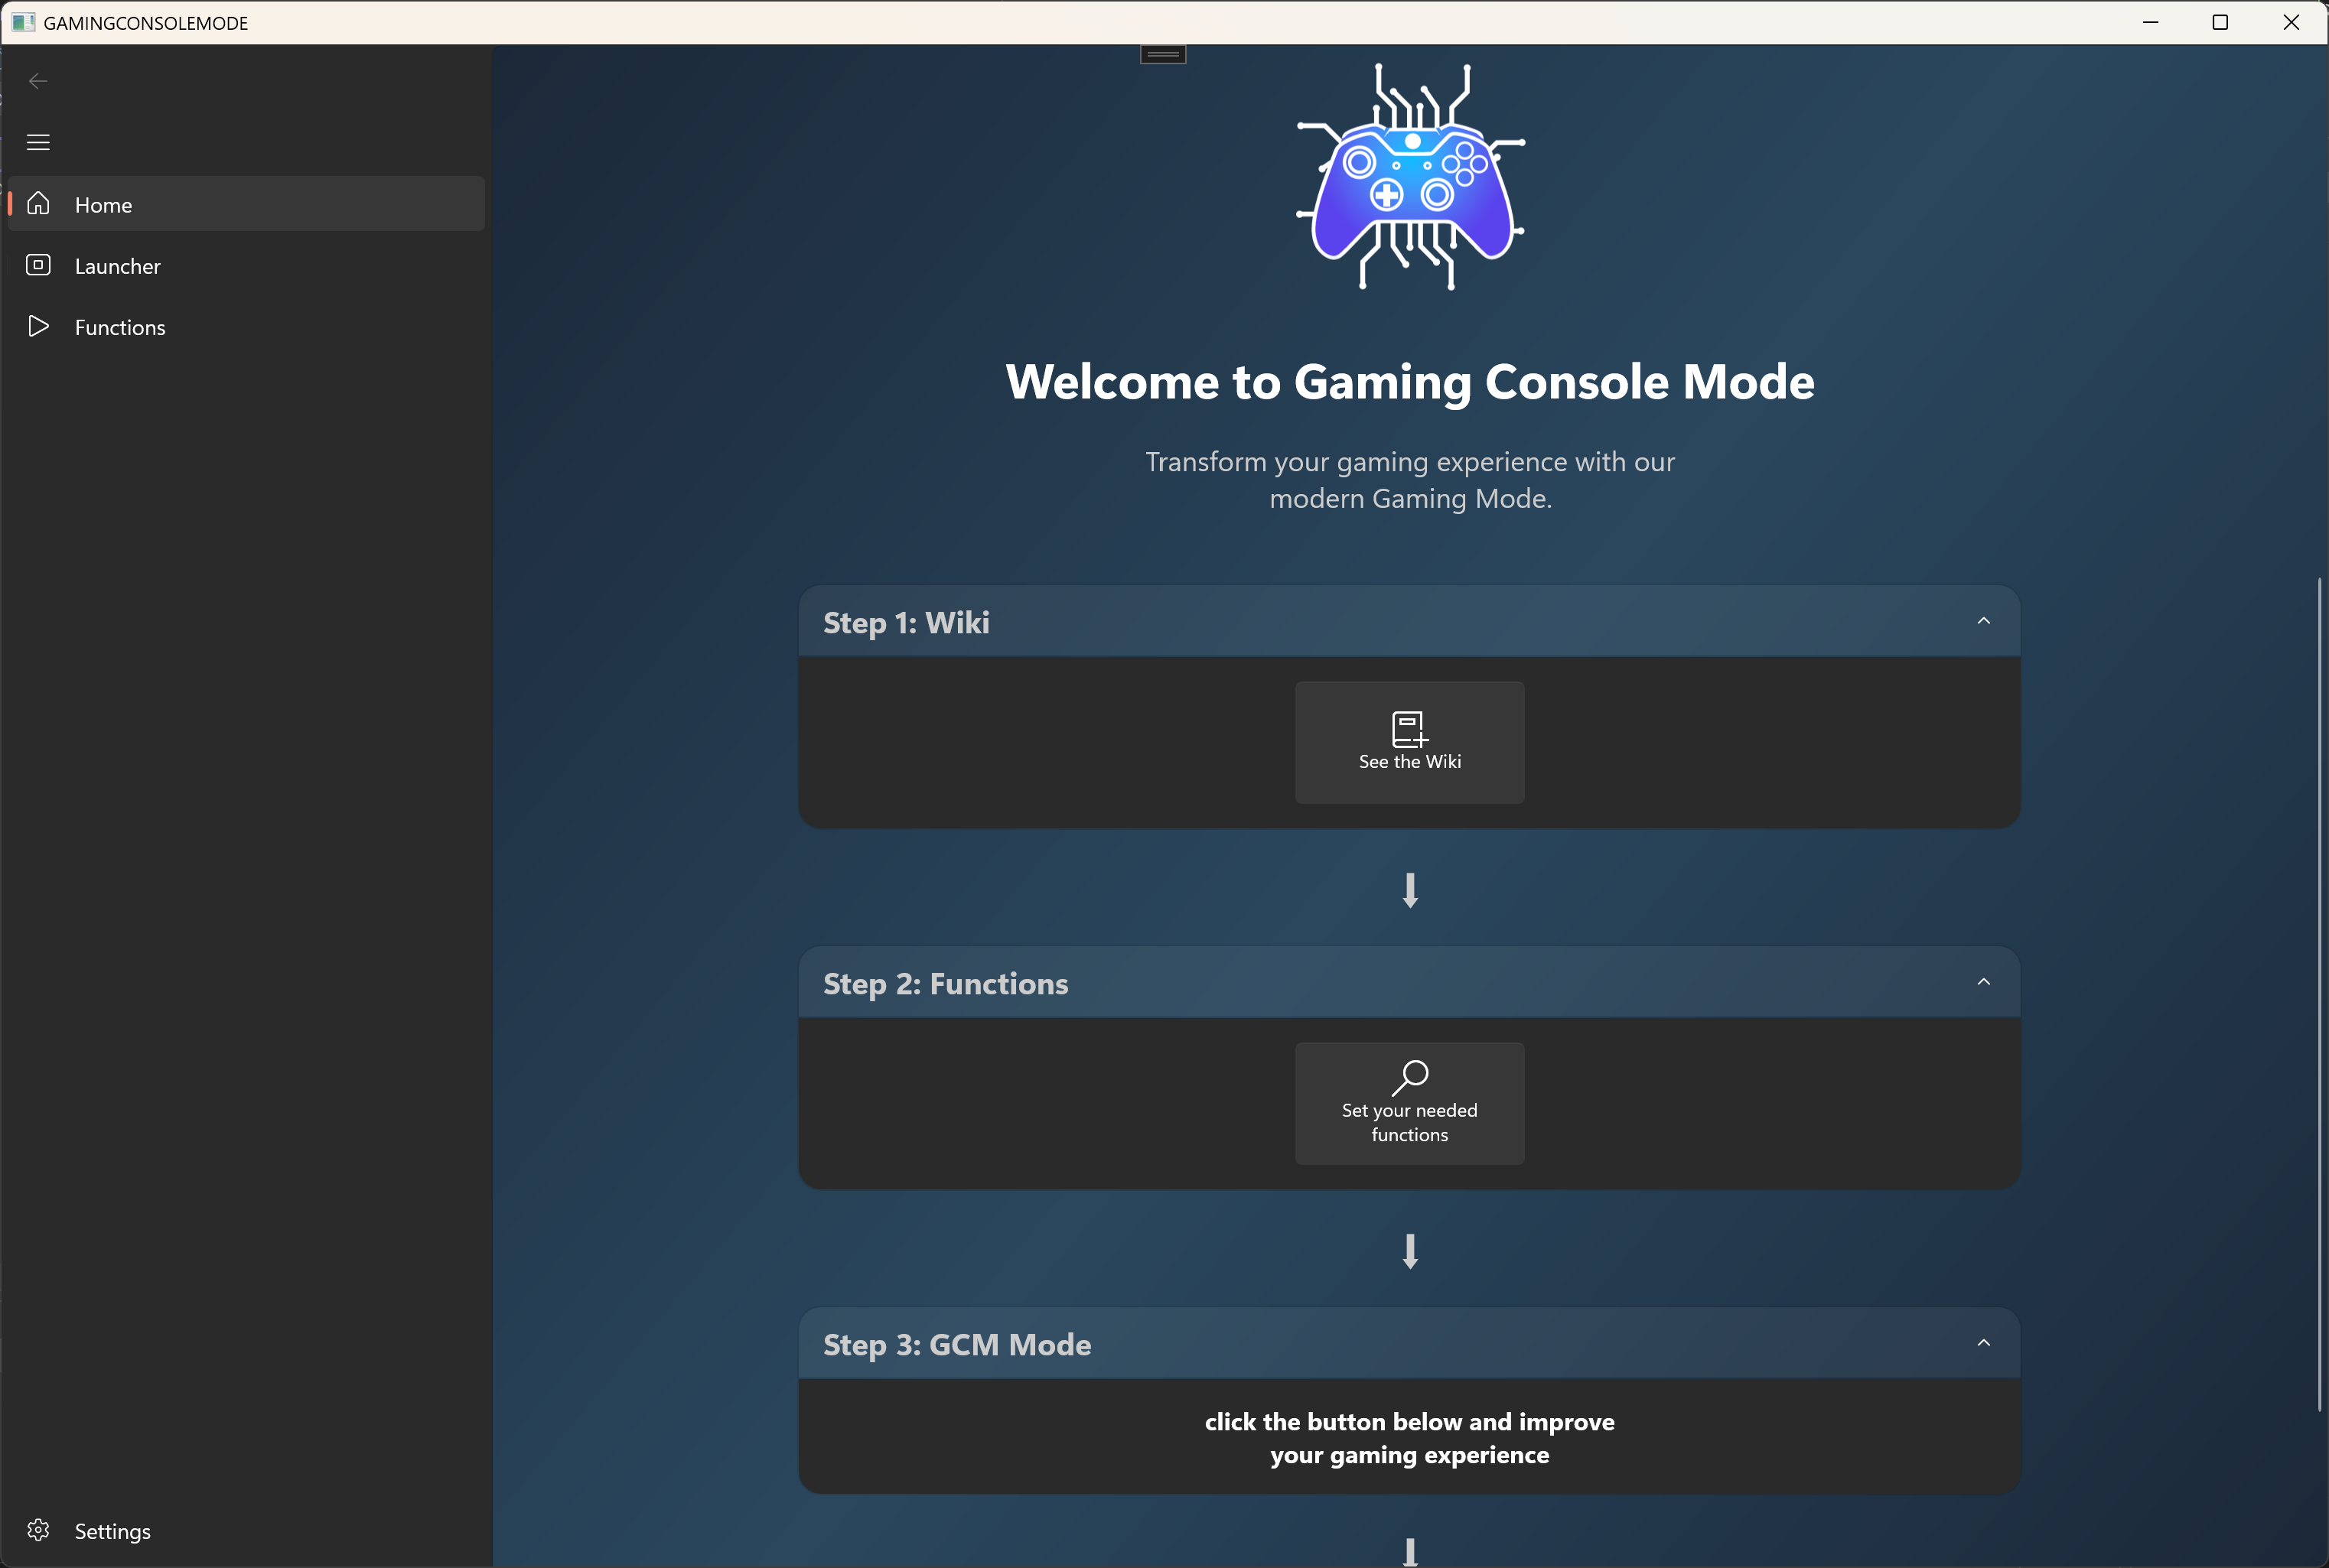 GAMINGCONSOLEMODE
Home
Launcher
Functions
Settings
Welcome to Gaming Console Mode
Transform your gaming experience with our
modern Gaming Mode.
Step 1: Wiki
See the Wiki
Step 2: Functions
Set your needed
functions
Step 3: GCM Mode
click the button below and improve
your gaming experience